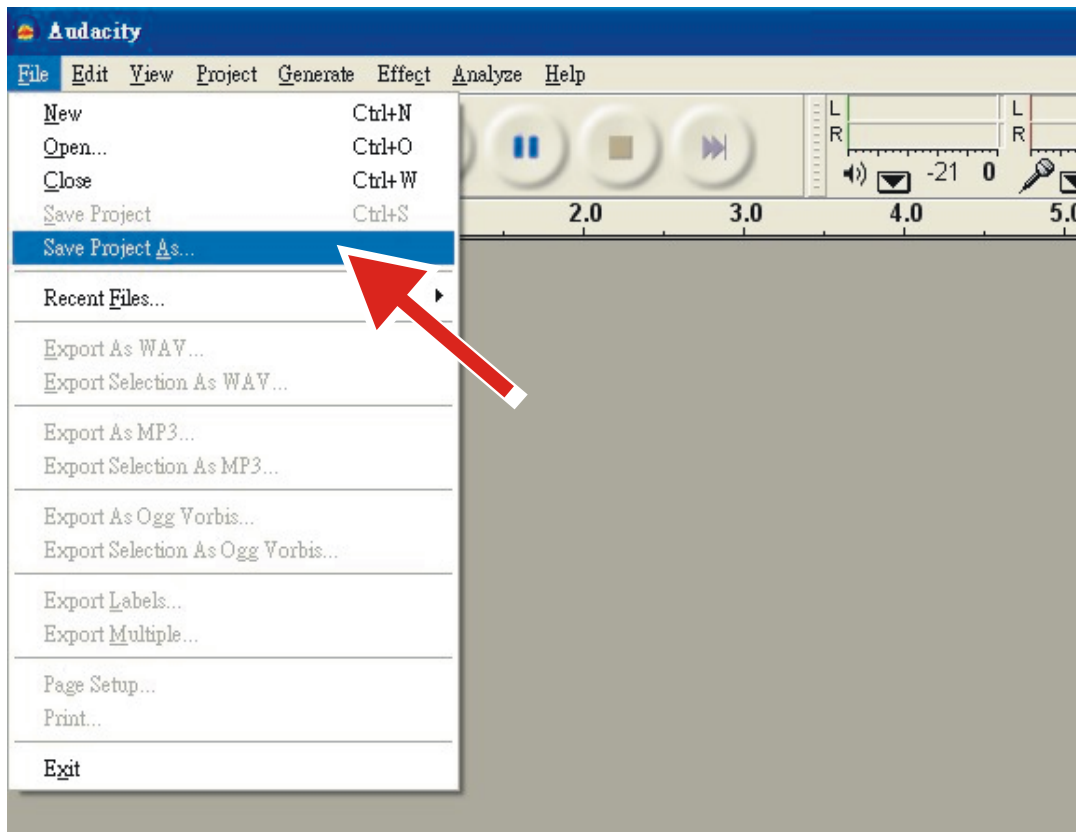 Audacity
File Edit View Project Generate Effect Analyze Help
New Ctrl+N
Open... Ctrl+O
Close Ctrl+W
Save Project Ctrl+S
Save Project As...
Recent Files...
Export As WAV...
Export Selection As WAV...
Export As MP3...
Export Selection As MP3...
Export As Ogg Vorbis...
Export Selection As Ogg Vorbis...
Export Labels...
Export Multiple...
Page Setup...
Print...
Exit
L L
R R
-21 0
2.0 3.0 4.0 5.0